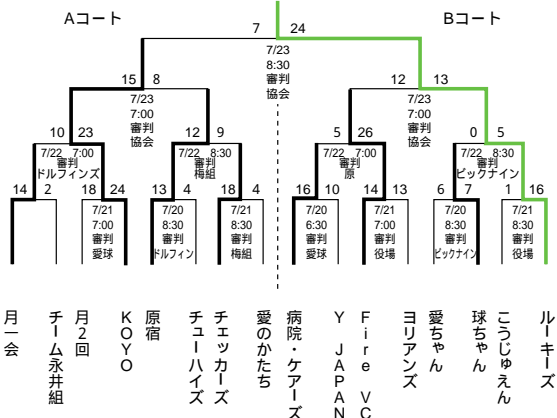 Aコート Bコート
7 24
7/23
8:30
審判
協会
15 8 12 13
7/23 7/23
7:00 7:00
審判 審判
協会 協会
10 23 12 9 5 26 0 5
7/22 7:00 7/22 8:30 7/22 7:00 7/22 8:30
審判 審判 審判 審判
ドルフィンズ 梅組 原 ビックナイン
14 2 18 24 13 4 18 4 16 10 14 13 6 7 1 16
7/21 7/20 7/21 7/20 7/21 7/20 7/21
7:00 8:30 8:30 6:30 7:00 8:30 8:30
審判 審判 審判 審判 審判 審判 審判
愛球 ドルフィン 梅組 愛球 役場 ビックナイン 役場
月一会
チーム永井組
月2回
KOYO
原宿
チューハイズ
チェッカーズ
愛のかたち
病院・ケアーズ
Y JAPAN
Fire VC
ヨリアンズ
愛ちゃん
球ちゃん
こうじゅえん
ルーキーズ